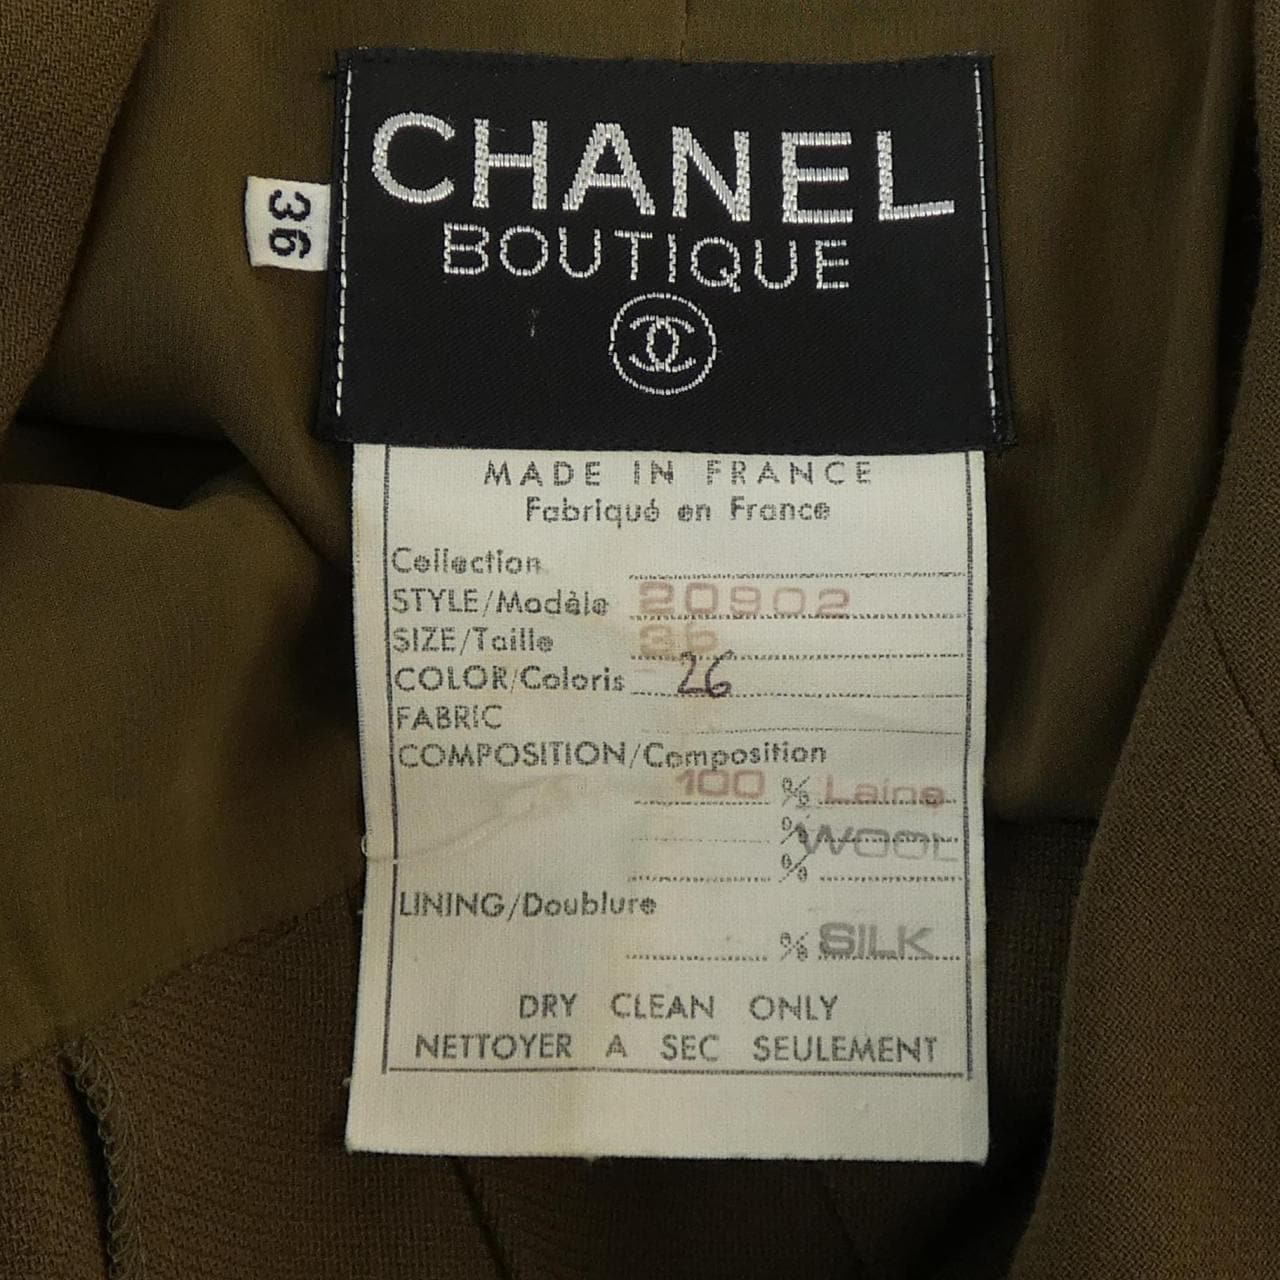 CHANEL
BOUTIQUE
36
MADE IN FRANCE
Fabriqué en France
Collection
STYLE/Modèle 20902
SIZE/Taille 36
COLOR/Coloris 26
FABRIC
COMPOSITION/Composition
100 % Laine
% WOOL
%
LINING/Doublure
% SILK
DRY CLEAN ONLY
NETTOYER A SEC SEULEMENT